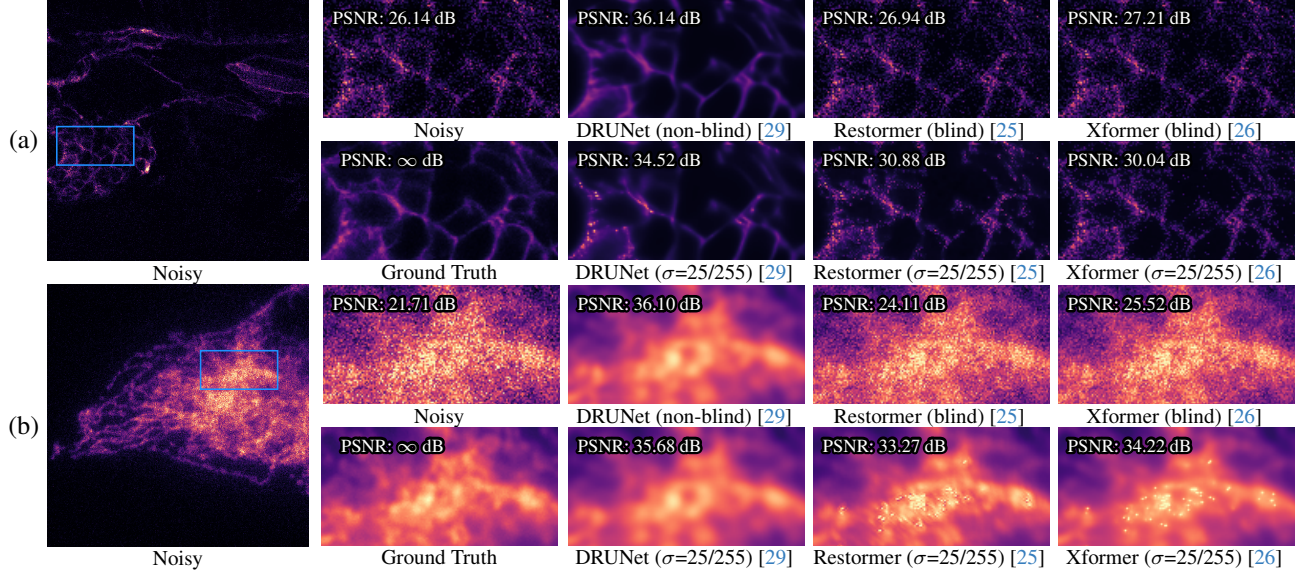 (a)
Noisy
PSNR: 26.14 dB
Noisy
PSNR: 36.14 dB
DRUNet (non-blind) [29]
PSNR: 26.94 dB
Restormer (blind) [25]
PSNR: 27.21 dB
Xformer (blind) [26]
PSNR: ∞ dB
Ground Truth
PSNR: 34.52 dB
DRUNet (σ=25/255) [29]
PSNR: 30.88 dB
Restormer (σ=25/255) [25]
PSNR: 30.04 dB
Xformer (σ=25/255) [26]
(b)
Noisy
PSNR: 21.71 dB
Noisy
PSNR: 36.10 dB
DRUNet (non-blind) [29]
PSNR: 24.11 dB
Restormer (blind) [25]
PSNR: 25.52 dB
Xformer (blind) [26]
PSNR: ∞ dB
Ground Truth
PSNR: 35.68 dB
DRUNet (σ=25/255) [29]
PSNR: 33.27 dB
Restormer (σ=25/255) [25]
PSNR: 34.22 dB
Xformer (σ=25/255) [26]